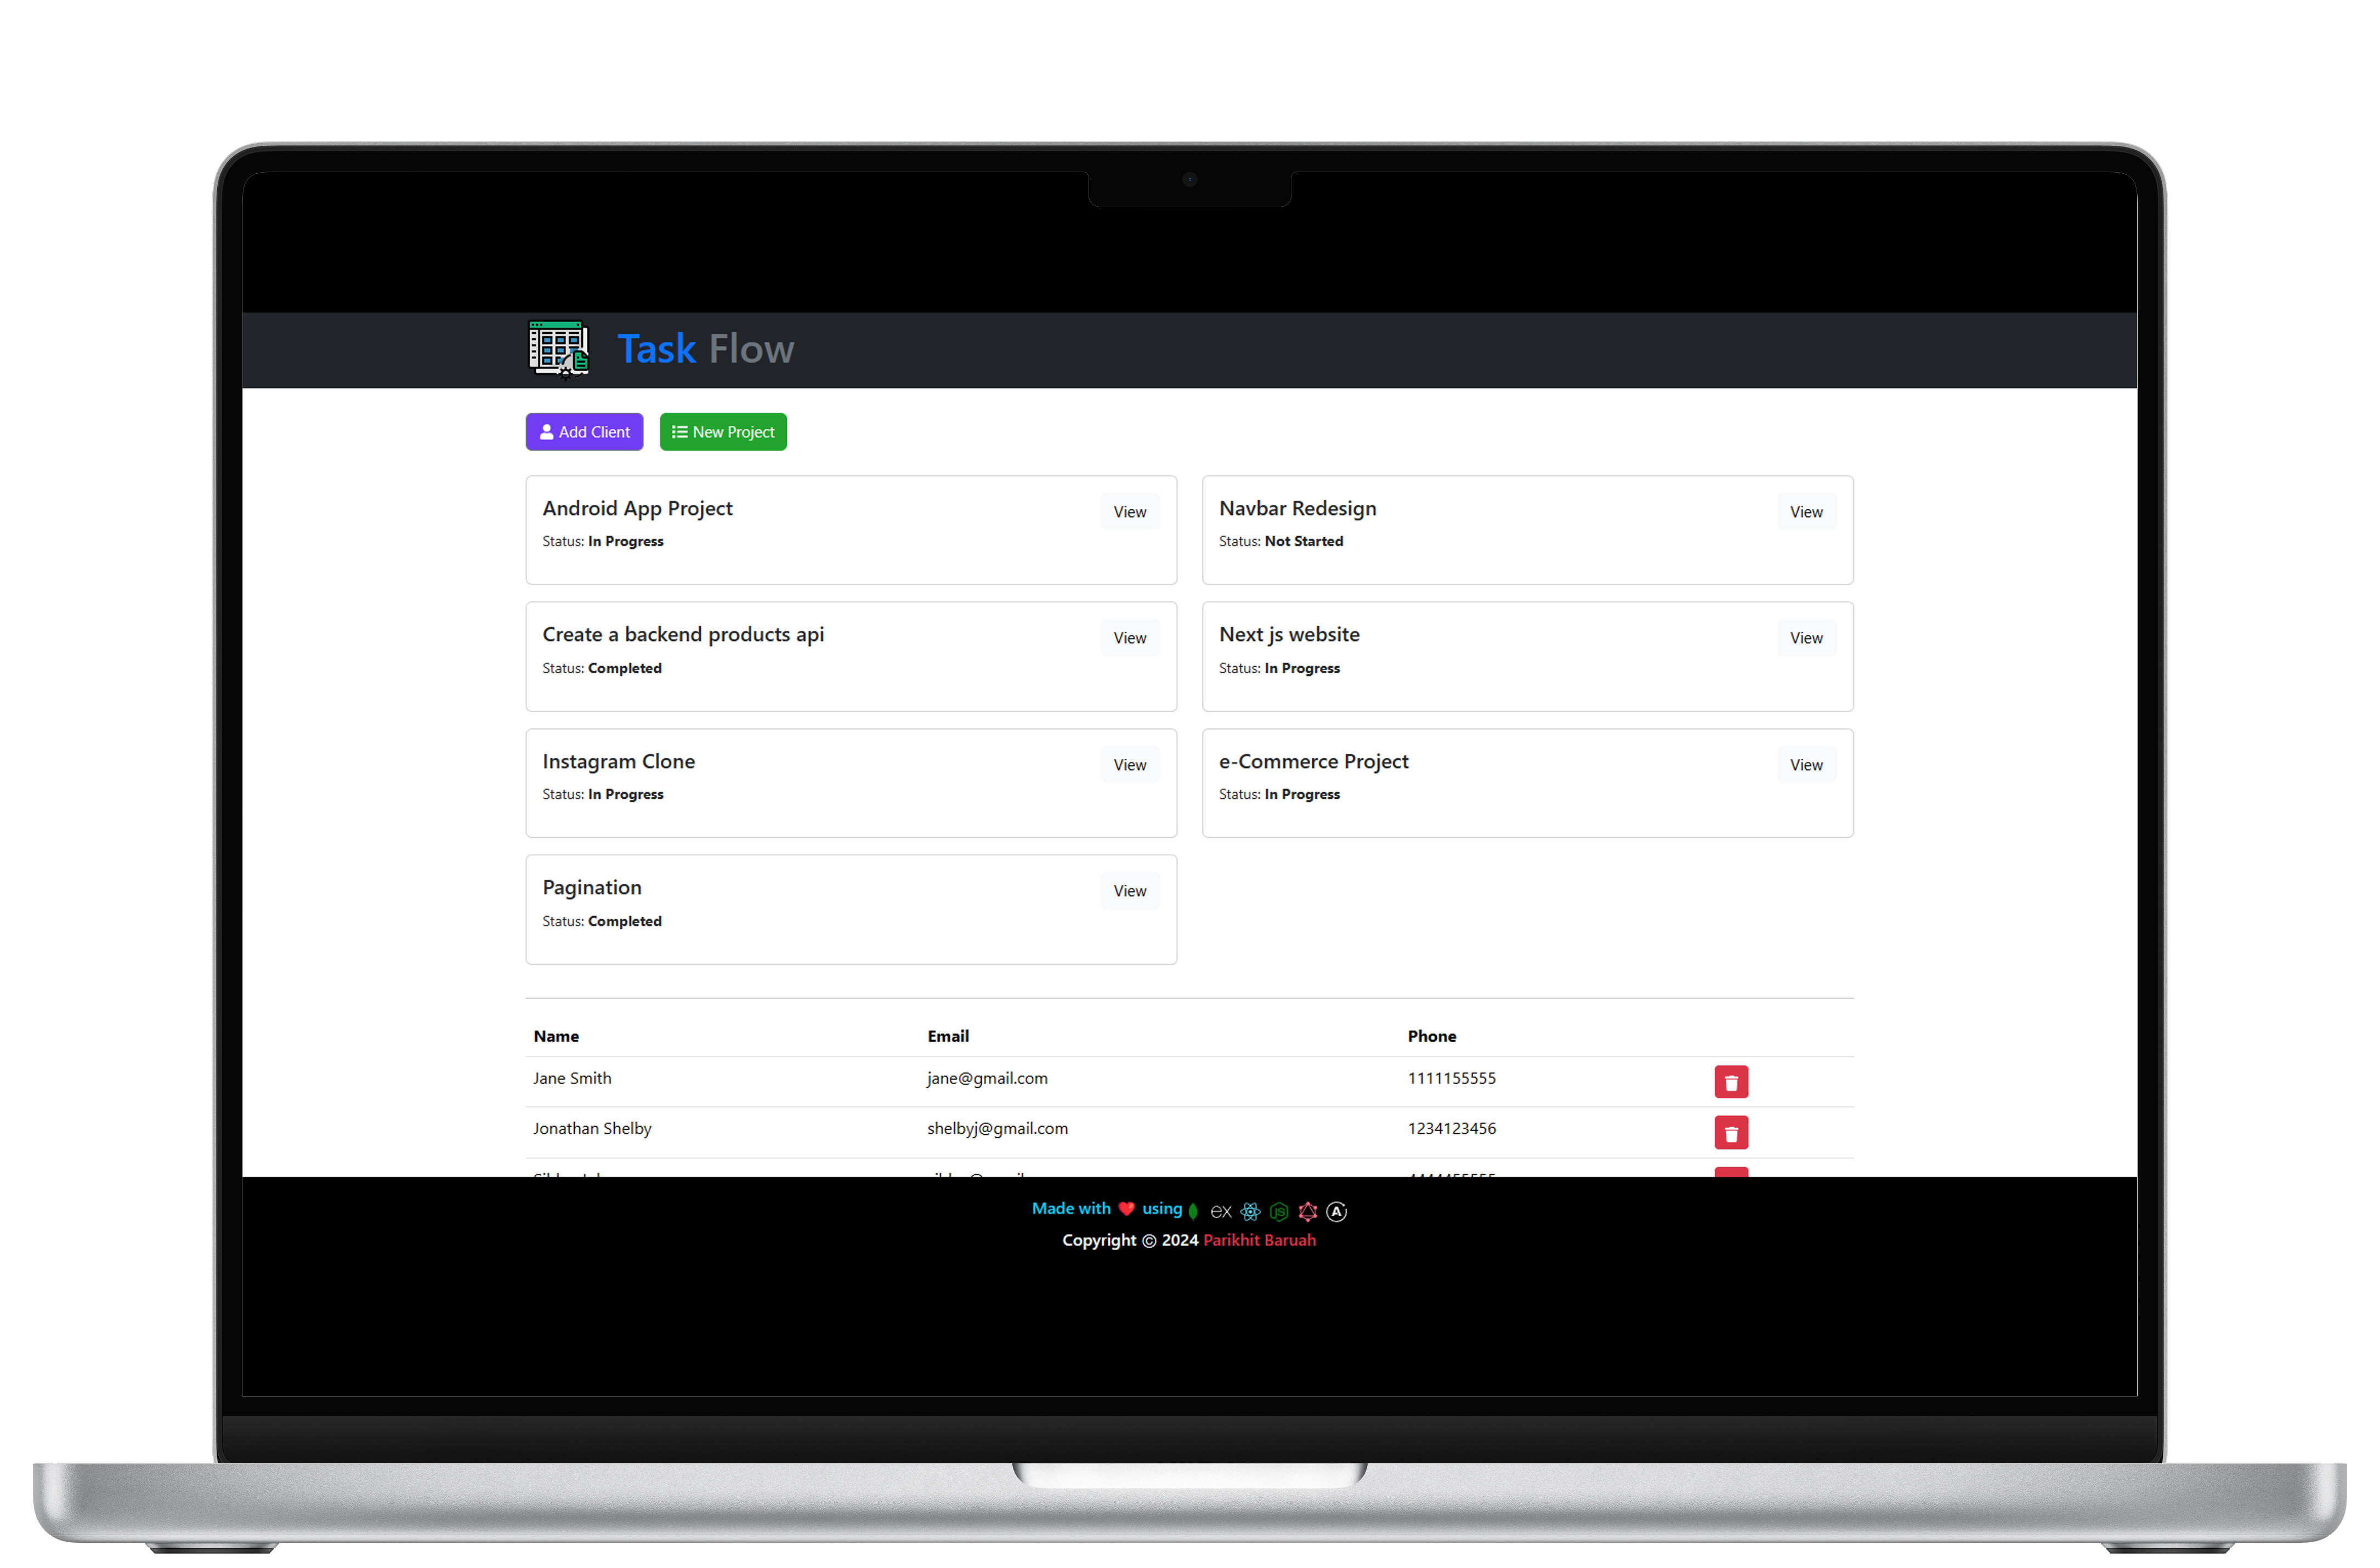 Task Flow
Add Client
New Project
Android App Project
View
Status: In Progress
Navbar Redesign
View
Status: Not Started
Create a backend products api
View
Status: Completed
Next js website
View
Status: In Progress
Instagram Clone
View
Status: In Progress
e-Commerce Project
View
Status: In Progress
Pagination
View
Status: Completed
Name Email Phone
Jane Smith jane@gmail.com 1111155555
Jonathan Shelby shelbyj@gmail.com 1234123456
Made with ❤️ using ex JS A
Copyright © 2024 Parikhit Baruah